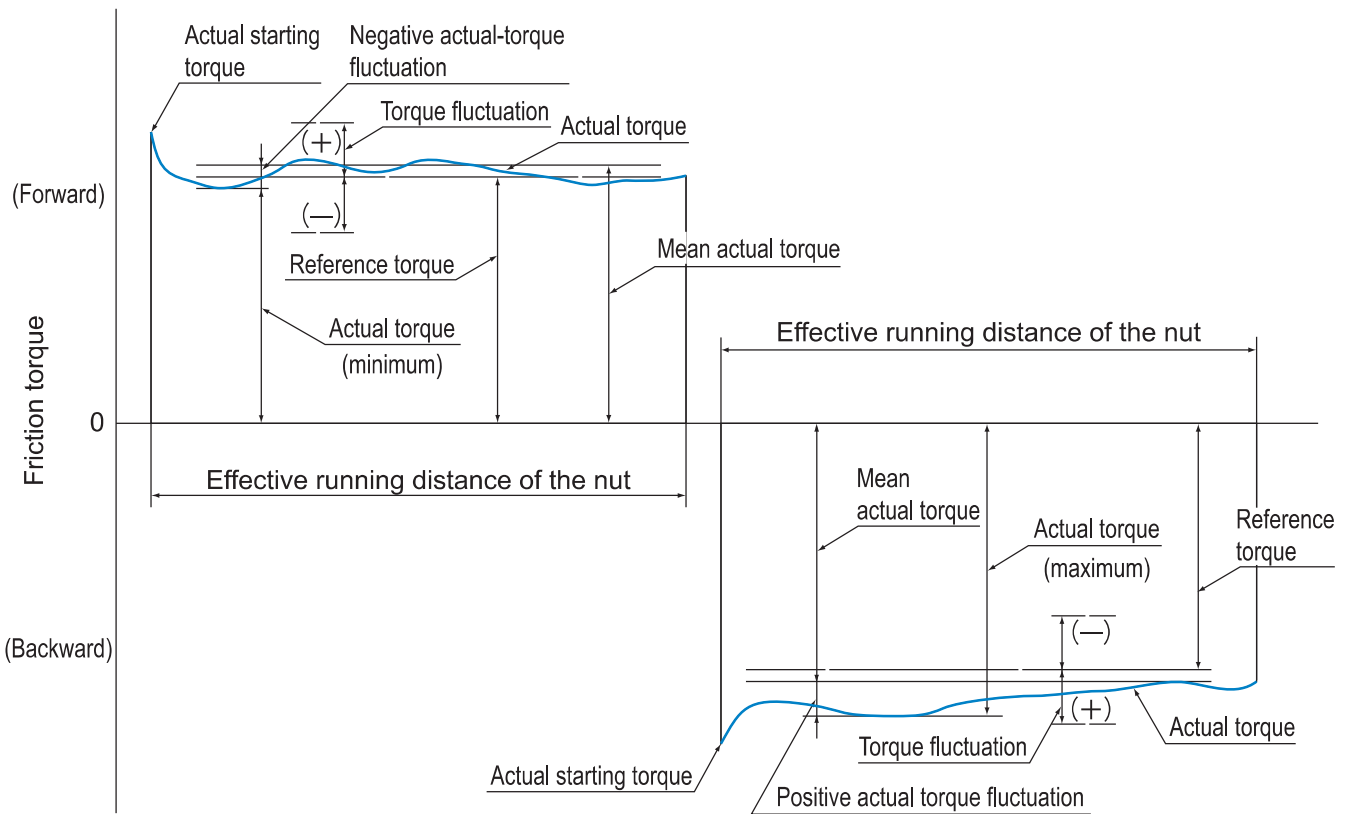 Actual starting
torque
Negative actual-torque
fluctuation
Torque fluctuation
(+)
Actual torque
(Forward)
(—)
Reference torque
Mean actual torque
Actual torque
(minimum)
Friction torque
0
Effective running distance of the nut
Effective running distance of the nut
Mean
actual torque
Actual torque
(maximum)
Reference
torque
(Backward)
(—)
(+)
Actual torque
Torque fluctuation
Actual starting torque
Positive actual torque fluctuation